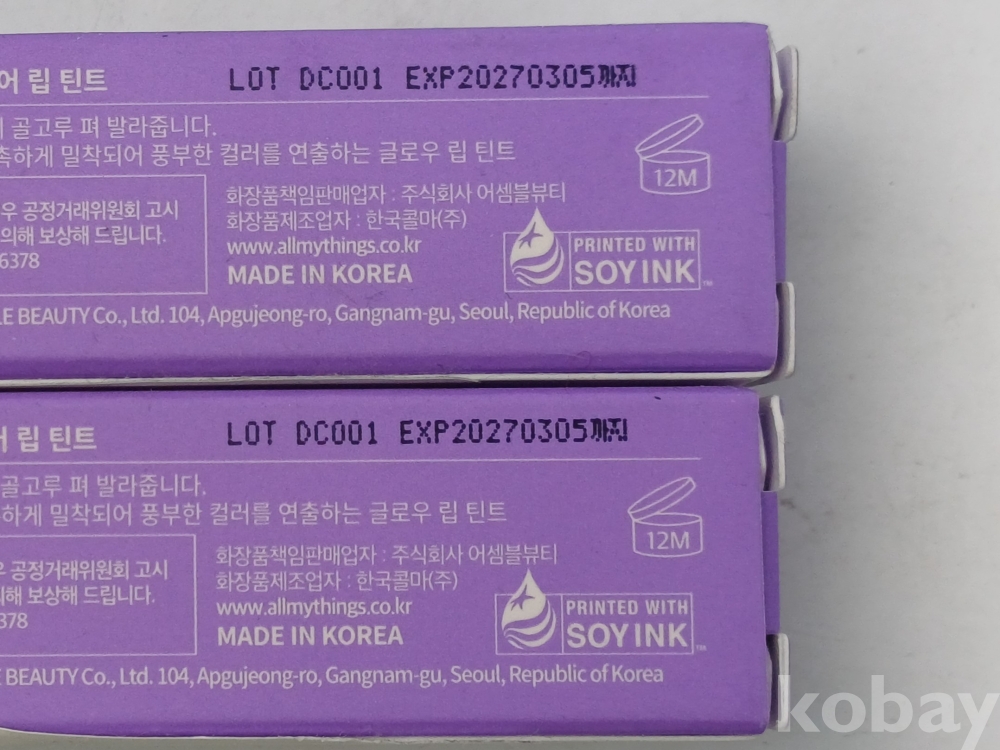 어 립 틴트
LOT DC001 EXP20270305까지
골고루 펴 발라줍니다.
촉하게 밀착되어 풍부한 컬러를 연출하는 글로우 립 틴트
12M
우 공정거래위원회 고시
의해 보상해 드립니다.
6378
화장품책임판매업자 : 주식회사 어셈블뷰티
화장품제조업자 : 한국콜마(주)
www.allmythings.co.kr
MADE IN KOREA
PRINTED WITH
SOY INK™
LE BEAUTY Co., Ltd. 104, Apgujeong-ro, Gangnam-gu, Seoul, Republic of Korea
립 틴트
LOT DC001 EXP20270305까지
골고루 펴 발라줍니다.
하게 밀착되어 풍부한 컬러를 연출하는 글로우 립 틴트
12M
우 공정거래위원회 고시
의해 보상해 드립니다.
378
화장품책임판매업자 : 주식회사 어셈블뷰티
화장품제조업자 : 한국콜마(주)
www.allmythings.co.kr
MADE IN KOREA
PRINTED WITH
SOY INK™
E BEAUTY Co., Ltd. 104, Apgujeong-ro, Gangnam-gu, Seoul, Republic of Korea
kobay